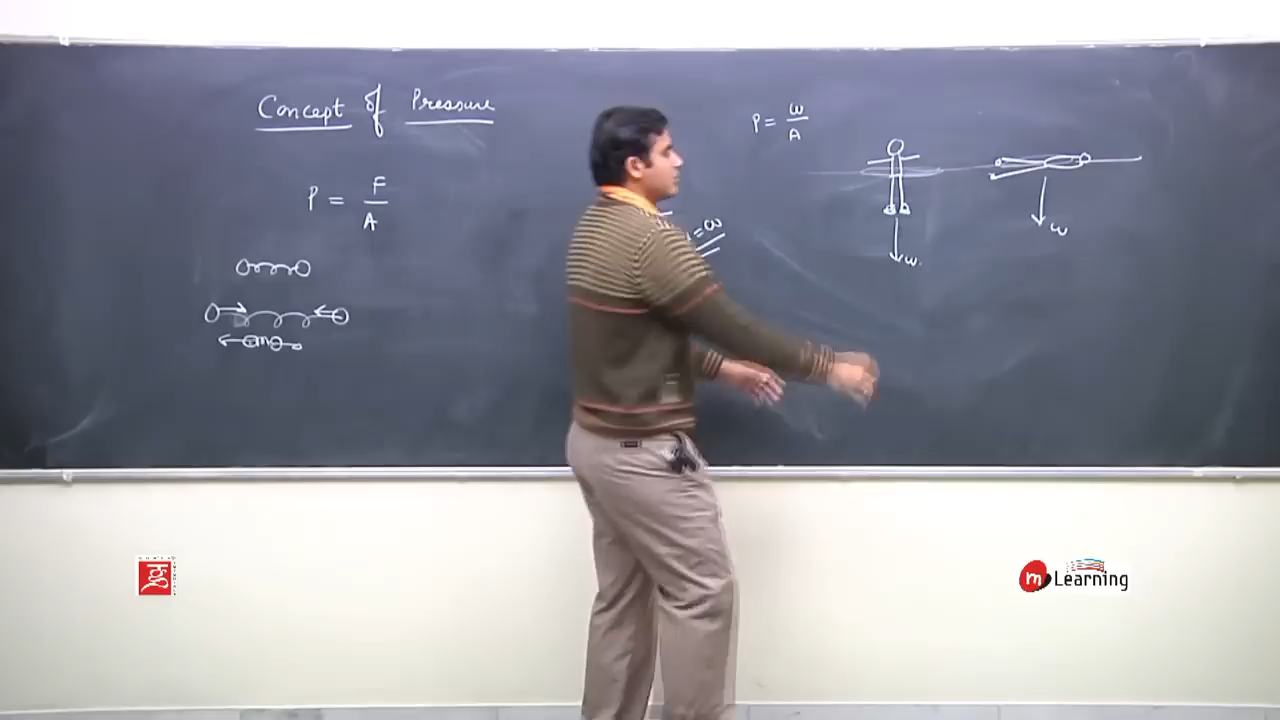 Concept of Pressure
P = F/A
m
= ω
P = ω/A
ω.
ω
m Learning